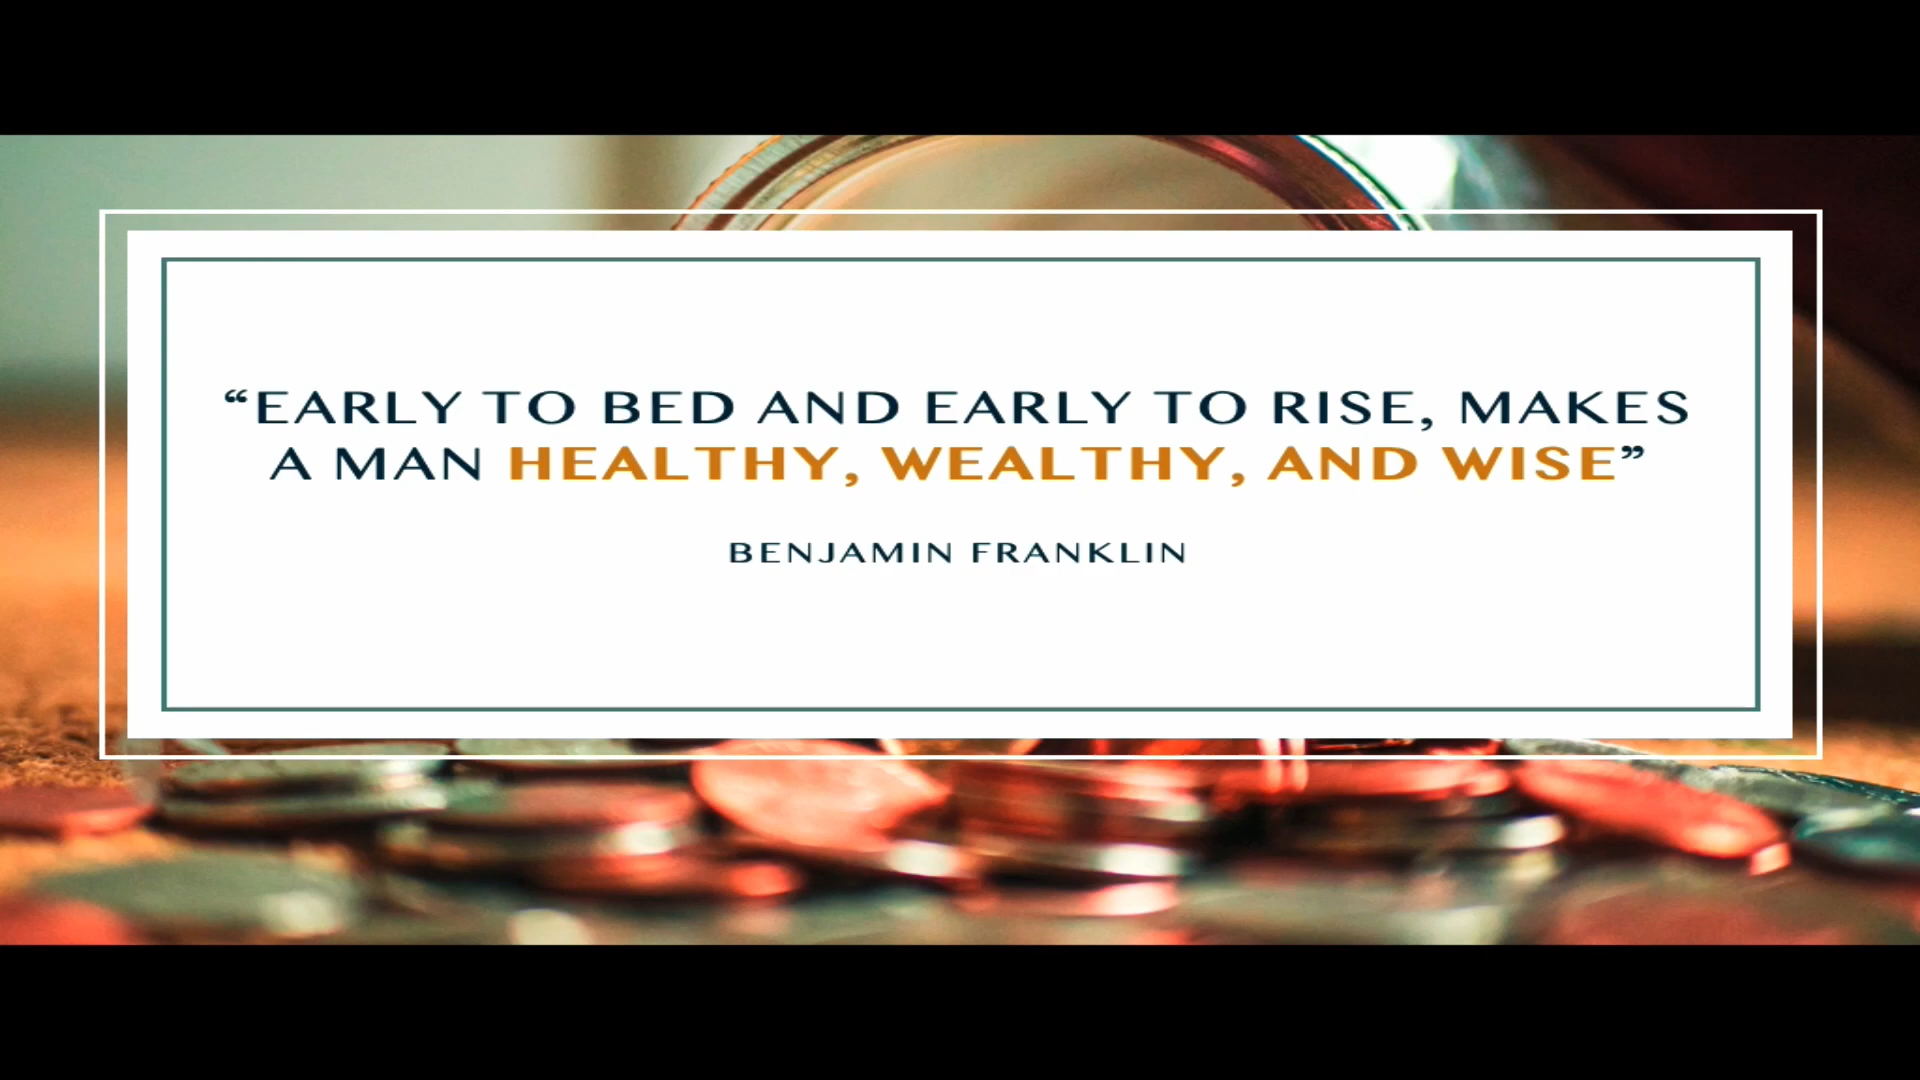 “EARLY TO BED AND EARLY TO RISE, MAKES
A MAN HEALTHY, WEALTHY, AND WISE”
BENJAMIN FRANKLIN